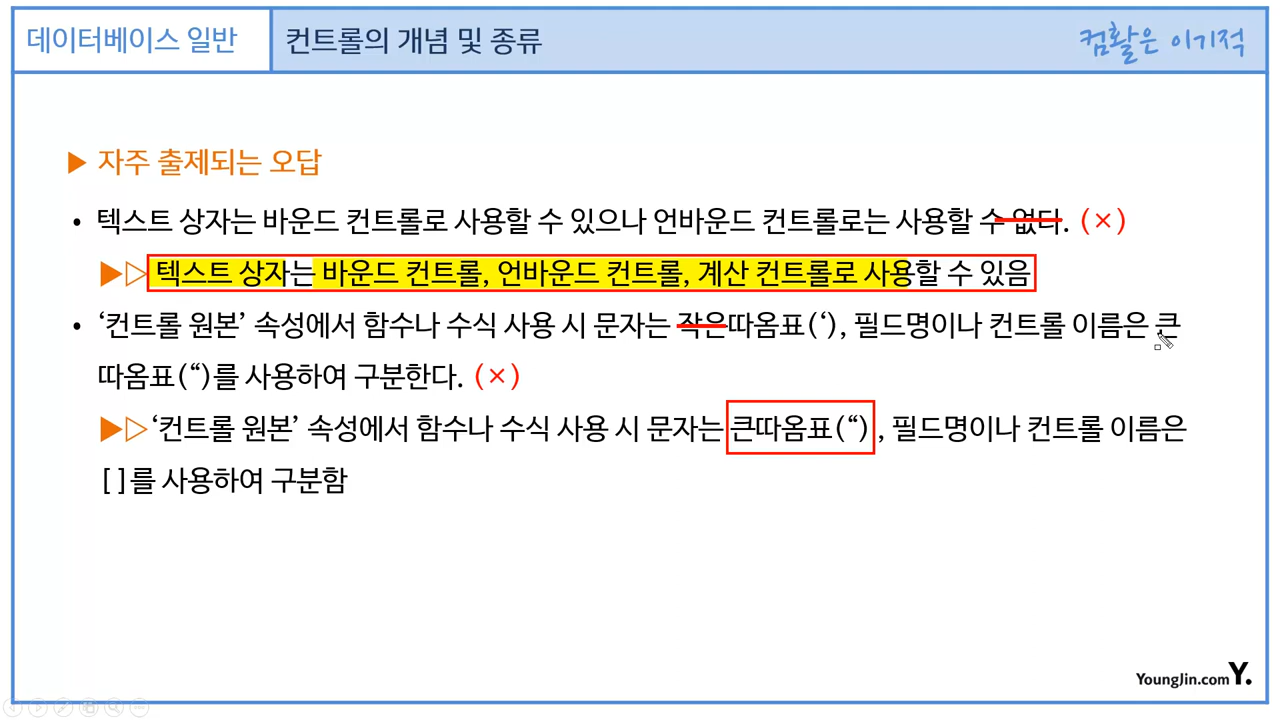 데이터베이스 일반
컨트롤의 개념 및 종류
컴활은 이기적
▶ 자주 출제되는 오답
• 텍스트 상자는 바운드 컨트롤로 사용할 수 있으나 언바운드 컨트롤로는 사용할 수 없다. (×)
▶▷텍스트 상자는 바운드 컨트롤, 언바운드 컨트롤, 계산 컨트롤로 사용할 수 있음
• ‘컨트롤 원본’ 속성에서 함수나 수식 사용 시 문자는 작은따옴표(‘), 필드명이나 컨트롤 이름은 큰
따옴표(“)를 사용하여 구분한다. (×)
▶▷‘컨트롤 원본’ 속성에서 함수나 수식 사용 시 문자는 큰따옴표(“), 필드명이나 컨트롤 이름은
[ ]를 사용하여 구분함
YoungJin.com Y.